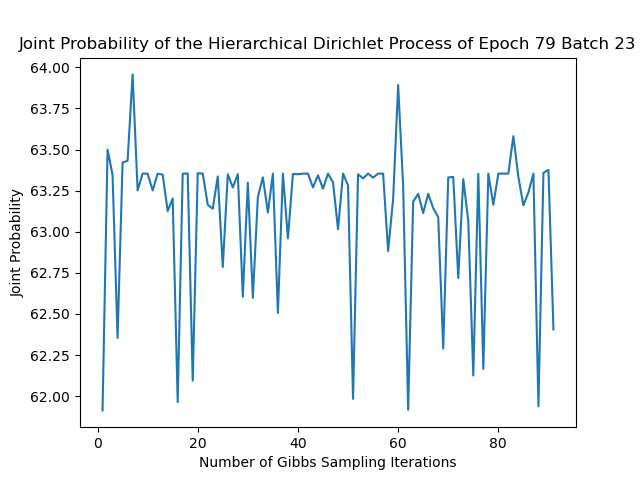 Joint Probability of the Hierarchical Dirichlet Process of Epoch 79 Batch 23
64.00
63.75
63.50
63.25
63.00
62.75
62.50
62.25
62.00
Joint Probability
0 20 40 60 80
Number of Gibbs Sampling Iterations